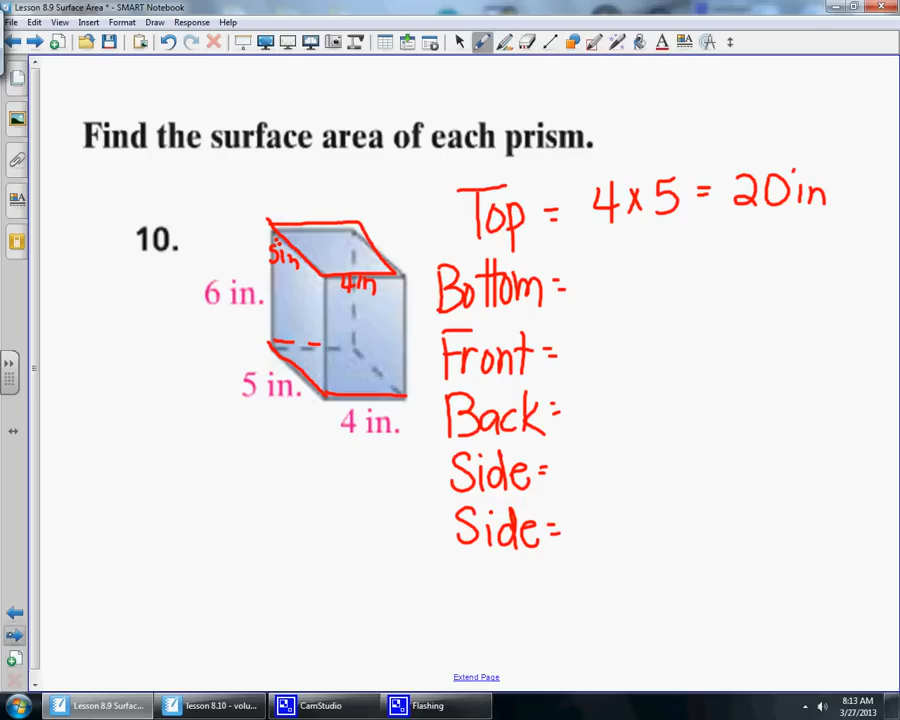 Lesson 8.9 Surface Area * - SMART Notebook
File Edit View Insert Format Draw Response Help
Find the surface area of each prism.
Top = 4 x 5 = 20in
10.
5in
4in
6 in.
Bottom =
Front =
5 in.
4 in.
Back =
Side =
Side =
Extend Page
Lesson 8.9 Surfac... lesson 8.10 - volu... CamStudio Flashing
8:13 AM
3/27/2013